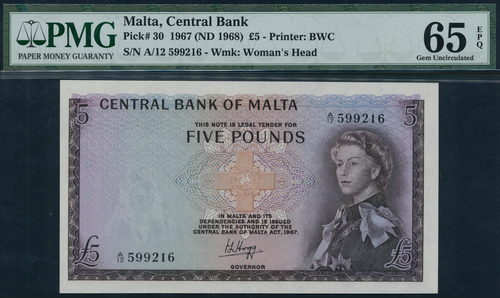 PMG
PAPER MONEY GUARANTY
Malta, Central Bank
Pick# 30 1967 (ND 1968) £5 - Printer: BWC
S/N A/12 599216 - Wmk: Woman's Head
65 EPQ
Gem Uncirculated
5
CENTRAL BANK OF MALTA
5
THIS NOTE IS LEGAL TENDER FOR
FIVE POUNDS
A/12 599216
IN MALTA AND ITS
DEPENDENCIES AND IS ISSUED
UNDER THE AUTHORITY OF THE
CENTRAL BANK OF MALTA ACT, 1967.
A/12 599216
GOVERNOR
£5
£5